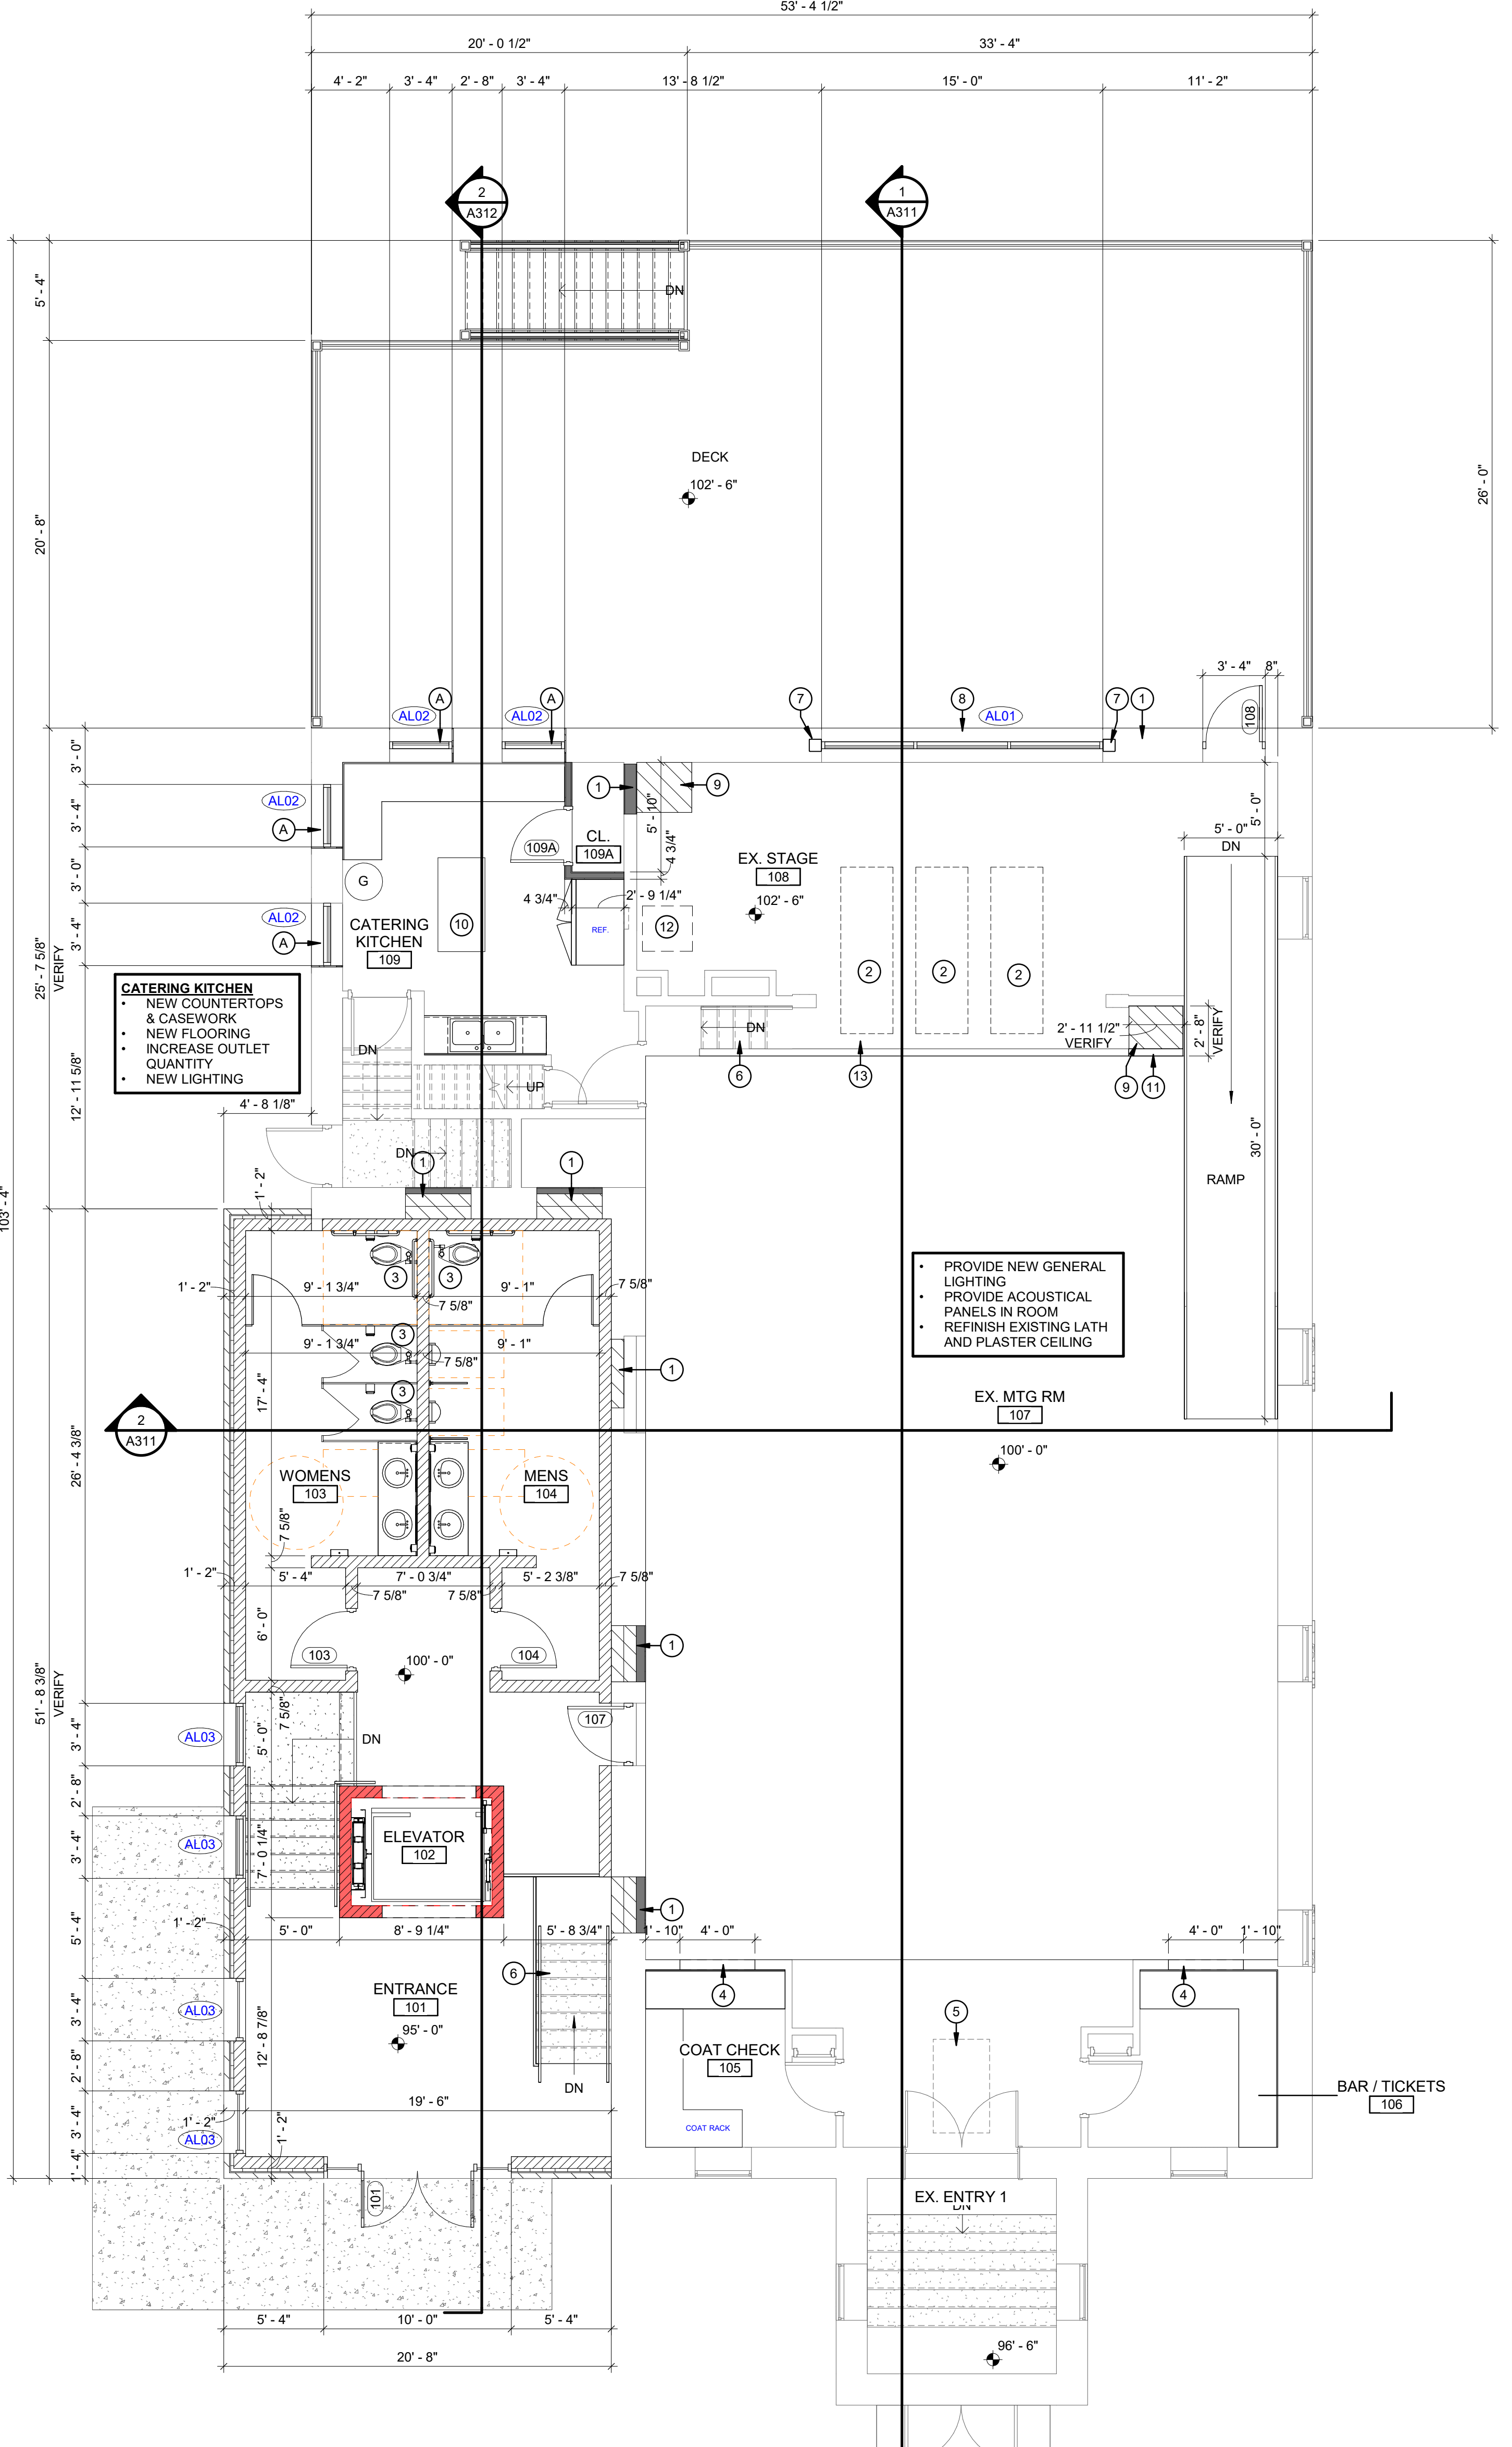 53' - 4 1/2"
20' - 0 1/2"
33' - 4"
4' - 2"
3' - 4"
2' - 8"
3' - 4"
13' - 8 1/2"
15' - 0"
11' - 2"
2
A312
1
A311
5' - 4"
DN
20' - 8"
26' - 0"
DECK
102' - 6"
103' - 4"
3' - 4"
8"
A
A
7
8
7
1
AL02
AL02
AL01
108
3' - 0"
3' - 4"
3' - 0"
3' - 4"
25' - 7 5/8"
VERIFY
12' - 11 5/8"
AL02
A
AL02
A
G
10
1
9
5' - 10"
4 3/4"
CL.
109A
109A
4 3/4"
2' - 9 1/4"
REF.
12
EX. STAGE
108
102' - 6"
5' - 0"
5' - 0"
DN
CATERING
KITCHEN
109
2
2
2
CATERING KITCHEN
• NEW COUNTERTOPS
& CASEWORK
• NEW FLOORING
• INCREASE OUTLET
QUANTITY
• NEW LIGHTING
DN
UP
DN
DN
6
13
2' - 11 1/2"
VERIFY
2' - 8"
VERIFY
9
11
30' - 0"
RAMP
4' - 8 1/8"
1' - 2"
1
1
1' - 2"
9' - 1 3/4"
9' - 1"
7 5/8"
7 5/8"
3
3
3
9' - 1 3/4"
9' - 1"
7 5/8"
3
1
17' - 4"
• PROVIDE NEW GENERAL
LIGHTING
• PROVIDE ACOUSTICAL
PANELS IN ROOM
• REFINISH EXISTING LATH
AND PLASTER CEILING
2
A311
26' - 4 3/8"
EX. MTG RM
107
100' - 0"
WOMENS
103
MENS
104
7 5/8"
1' - 2"
5' - 4"
7' - 0 3/4"
5' - 2 3/8"
7 5/8"
7 5/8"
7 5/8"
6' - 0"
103
104
1
100' - 0"
51' - 8 3/8"
VERIFY
7 5/8"
5' - 0"
107
DN
3' - 4"
2' - 8"
3' - 4"
5' - 4"
3' - 4"
2' - 8"
3' - 4"
1' - 4"
AL03
AL03
AL03
AL03
7' - 0 1/4"
ELEVATOR
102
1' - 2"
5' - 0"
8' - 9 1/4"
5' - 8 3/4"
1
1' - 10"
4' - 0"
4' - 0"
1' - 10"
6
4
4
ENTRANCE
101
95' - 0"
12' - 8 7/8"
DN
5
COAT CHECK
105
COAT RACK
BAR / TICKETS
106
19' - 6"
1' - 2"
1' - 2"
101
EX. ENTRY 1
DN
5' - 4"
10' - 0"
5' - 4"
20' - 8"
96' - 6"